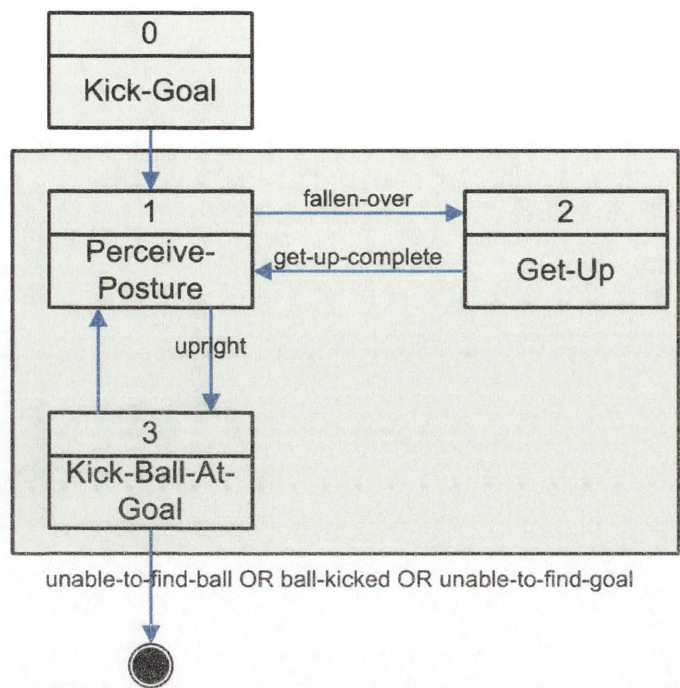 0
Kick-Goal
1
Perceive-
Posture
fallen-over
get-up-complete
2
Get-Up
upright
3
Kick-Ball-At-
Goal
unable-to-find-ball OR ball-kicked OR unable-to-find-goal